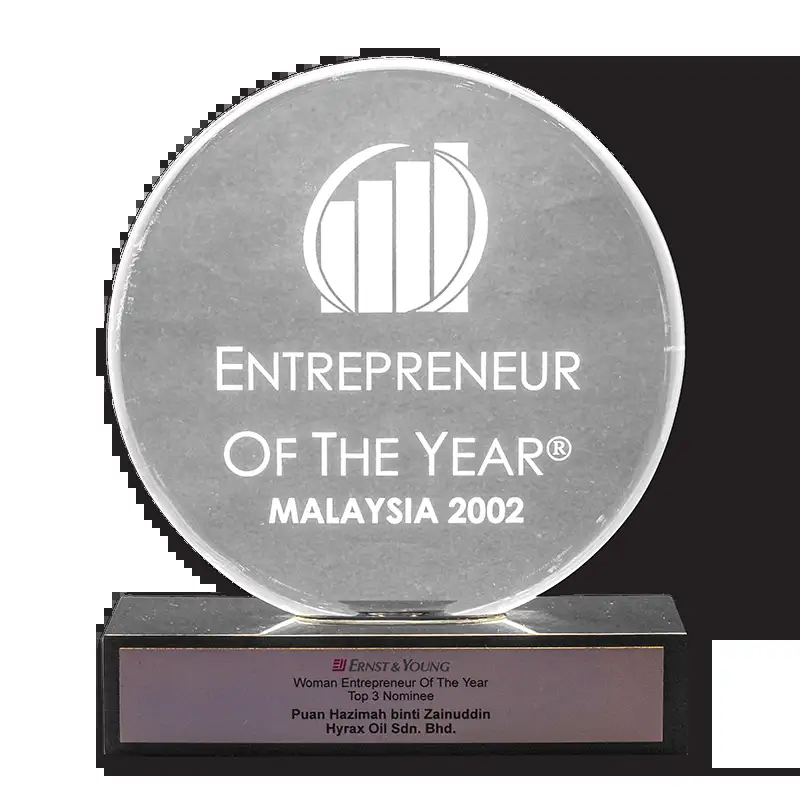 ENTREPRENEUR
OF THE YEAR®
MALAYSIA 2002
ERNST & YOUNG
Woman Entrepreneur Of The Year
Top 3 Nominee
Puan Hazimah binti Zainuddin
Hyrax Oil Sdn. Bhd.